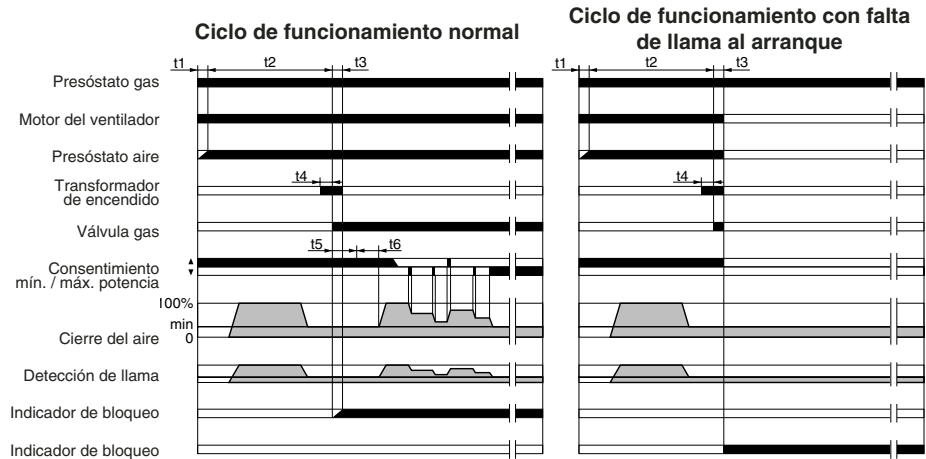 Ciclo de funcionamiento normal
Ciclo de funcionamiento con falta
de llama al arranque
t1
t2
t3
t1
t2
t3
Presóstato gas
Motor del ventilador
Presóstato aire
Transformador
de encendido
t4
t4
Válvula gas
t5
t6
Consentimiento
mín. / máx. potencia
100%
min
0
Cierre del aire
Detección de llama
Indicador de bloqueo
Indicador de bloqueo